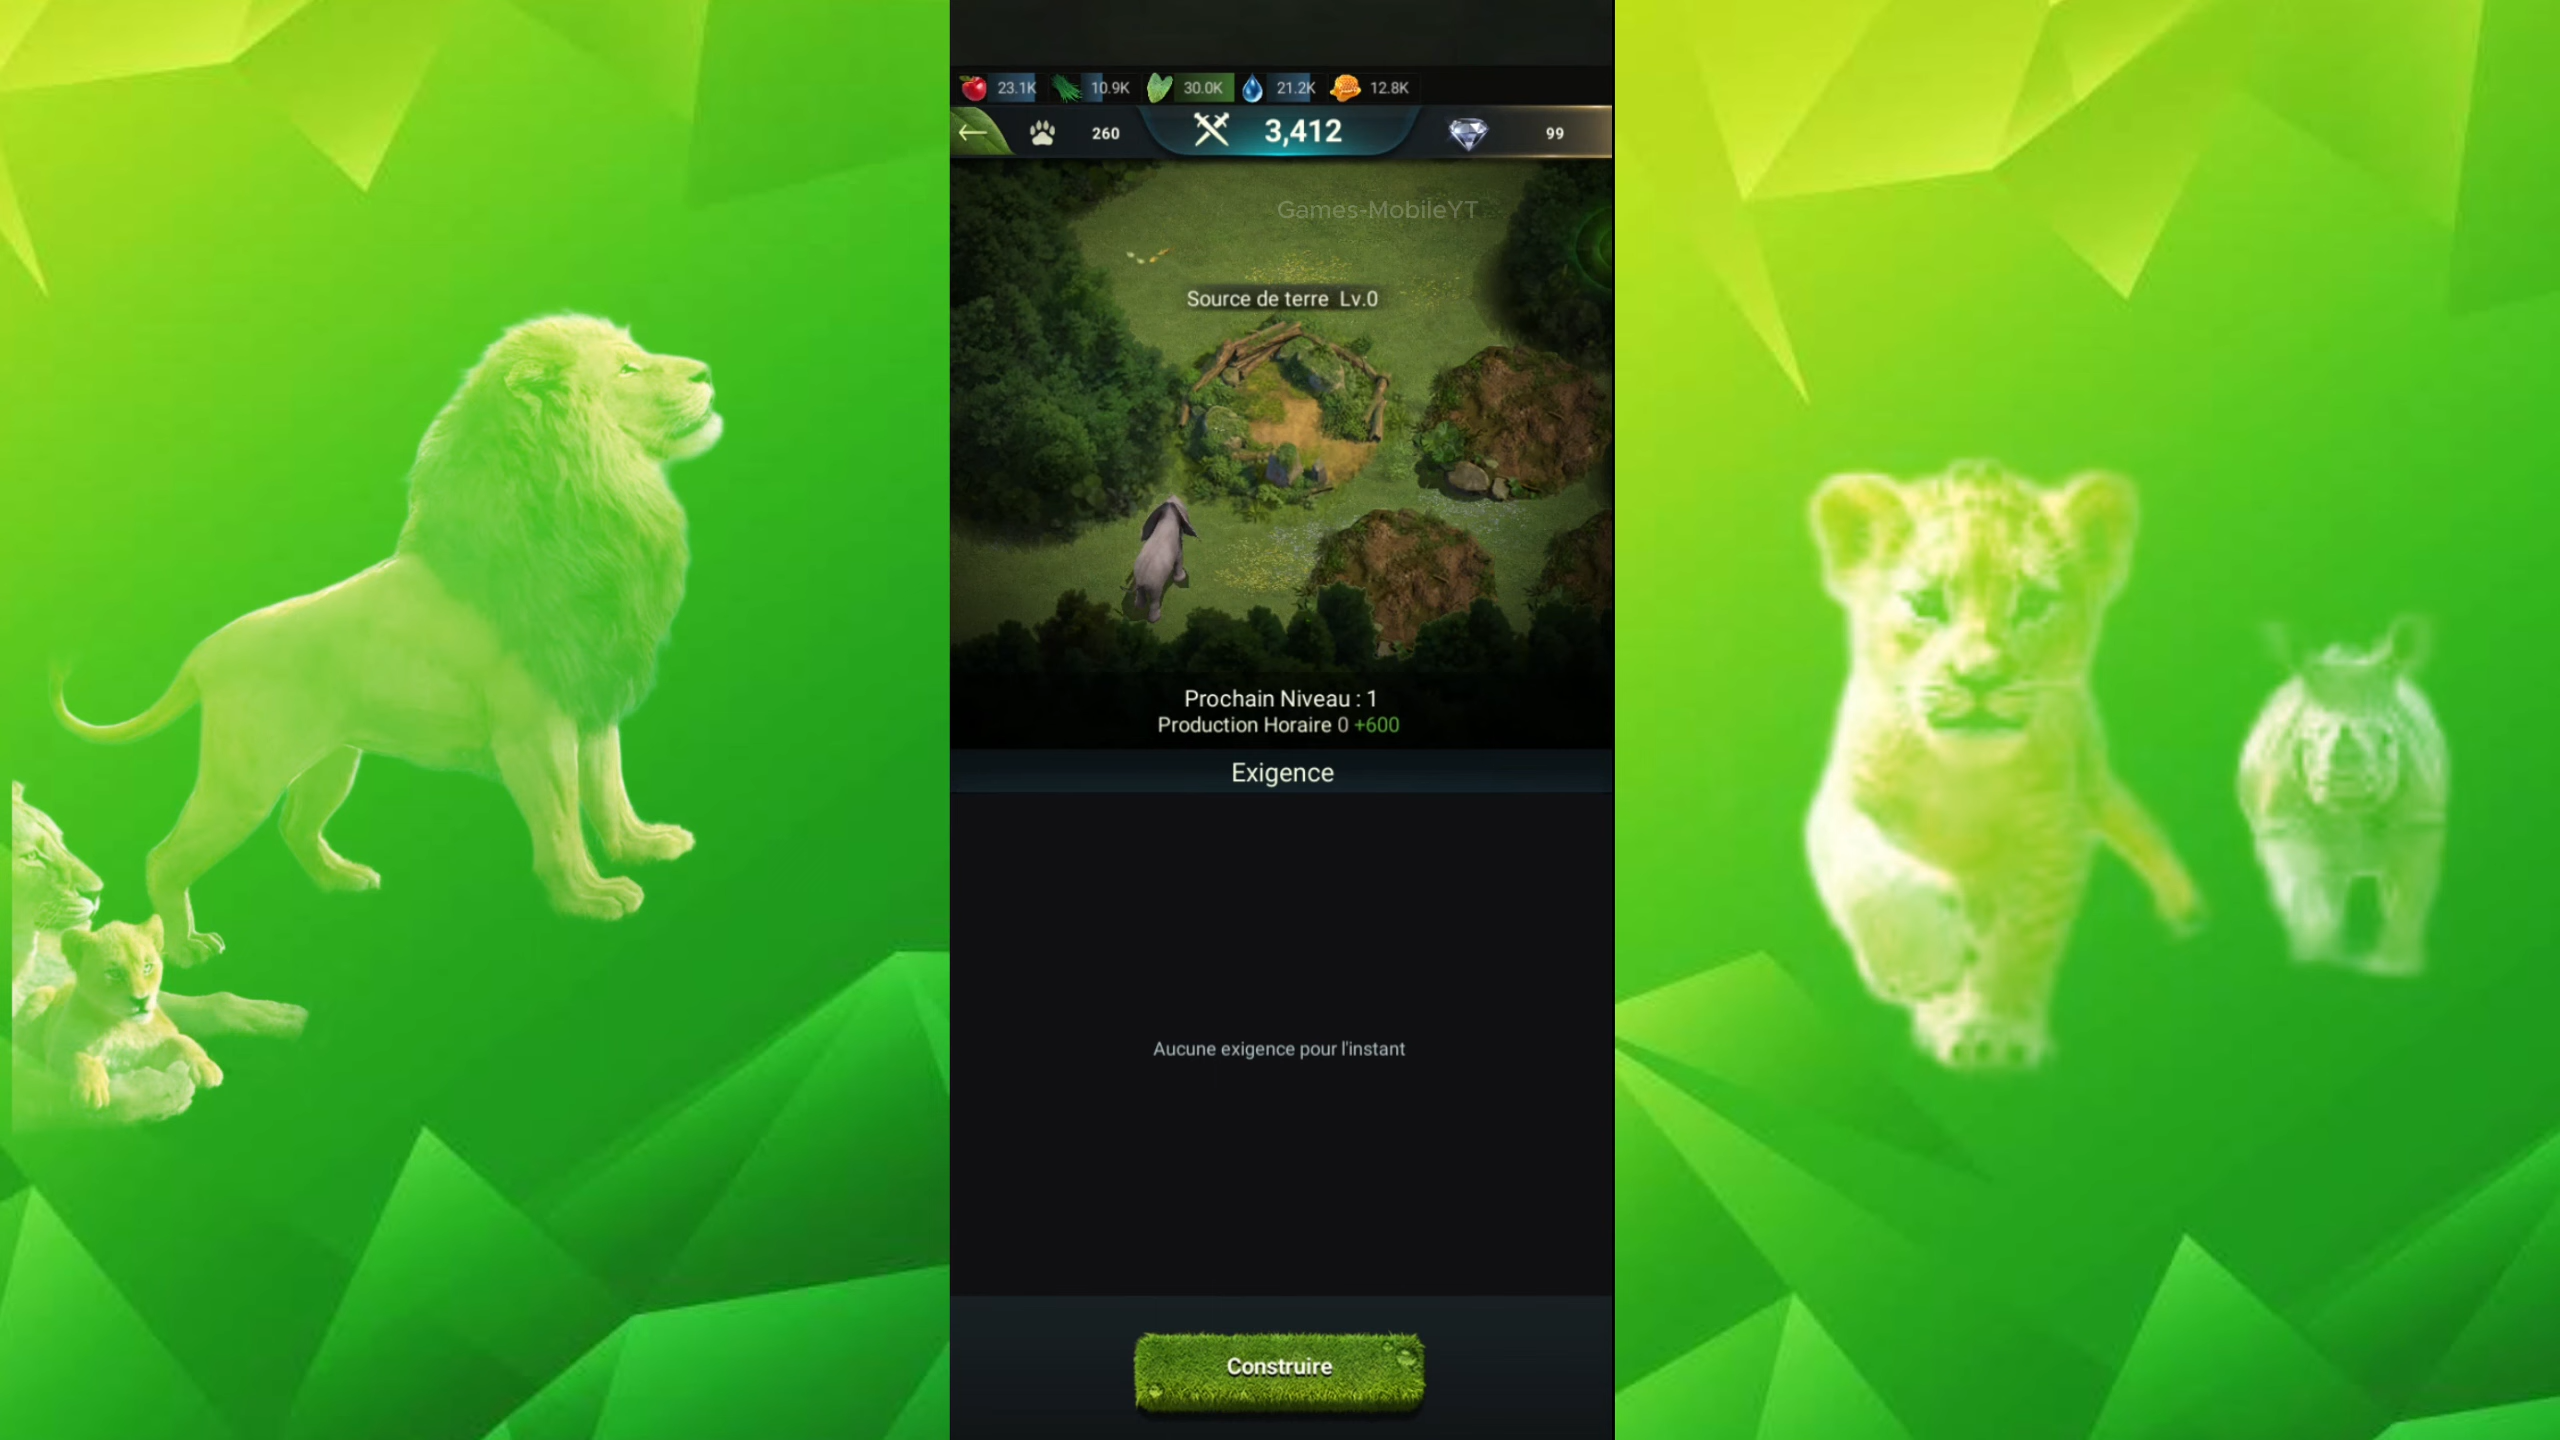 23.1K 10.9K 30.0K 21.2K 12.8K
260 3,412 99
Games-MobileYT
Source de terre Lv.0
Prochain Niveau : 1
Production Horaire 0 +600
Exigence
Aucune exigence pour l'instant
Construire